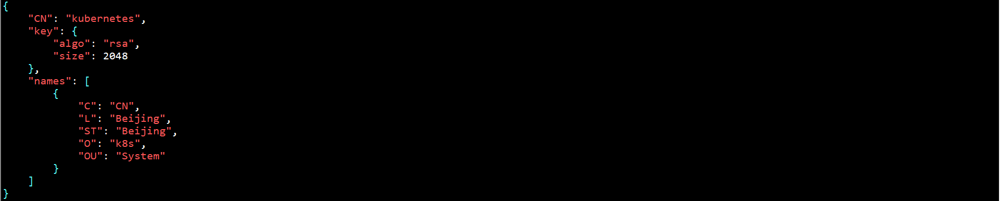 {
    "CN": "kubernetes",
    "key": {
        "algo": "rsa",
        "size": 2048
    },
    "names": [
        {
            "C": "CN",
            "L": "Beijing",
            "ST": "Beijing",
            "O": "k8s",
            "OU": "System"
        }
    ]
}